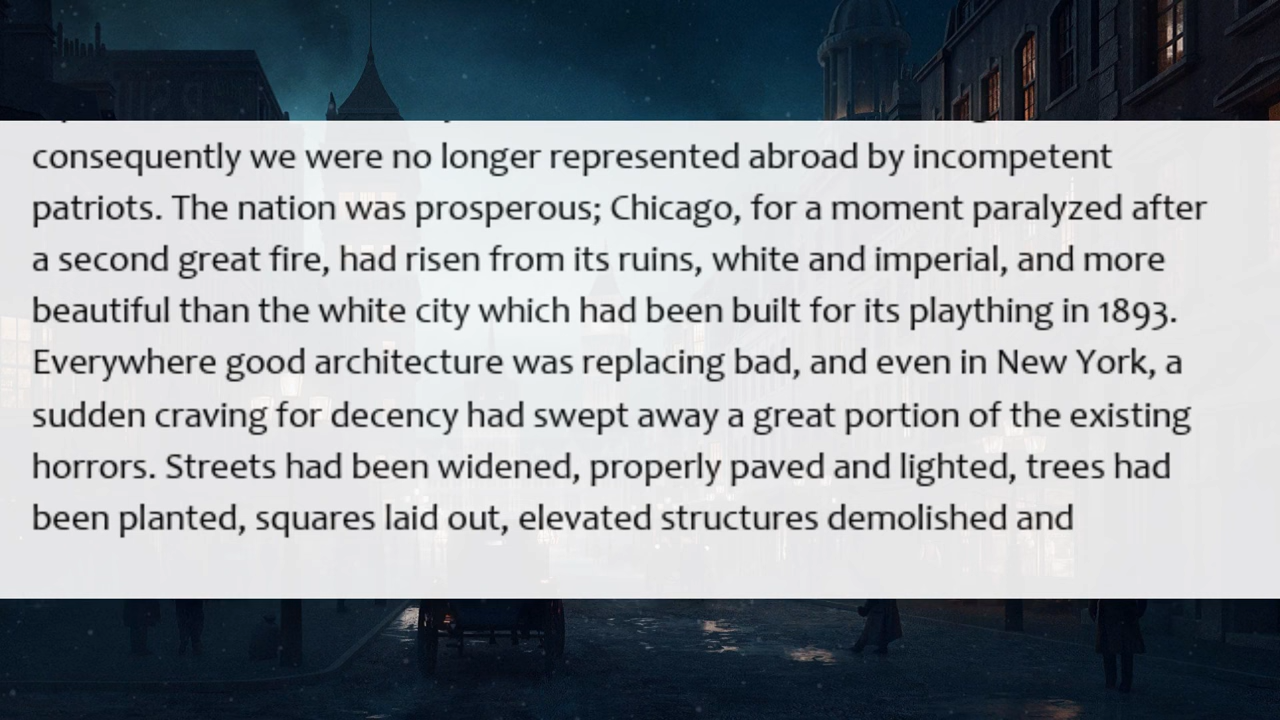 consequently we were no longer represented abroad by incompetent
patriots. The nation was prosperous; Chicago, for a moment paralyzed after
a second great fire, had risen from its ruins, white and imperial, and more
beautiful than the white city which had been built for its plaything in 1893.
Everywhere good architecture was replacing bad, and even in New York, a
sudden craving for decency had swept away a great portion of the existing
horrors. Streets had been widened, properly paved and lighted, trees had
been planted, squares laid out, elevated structures demolished and